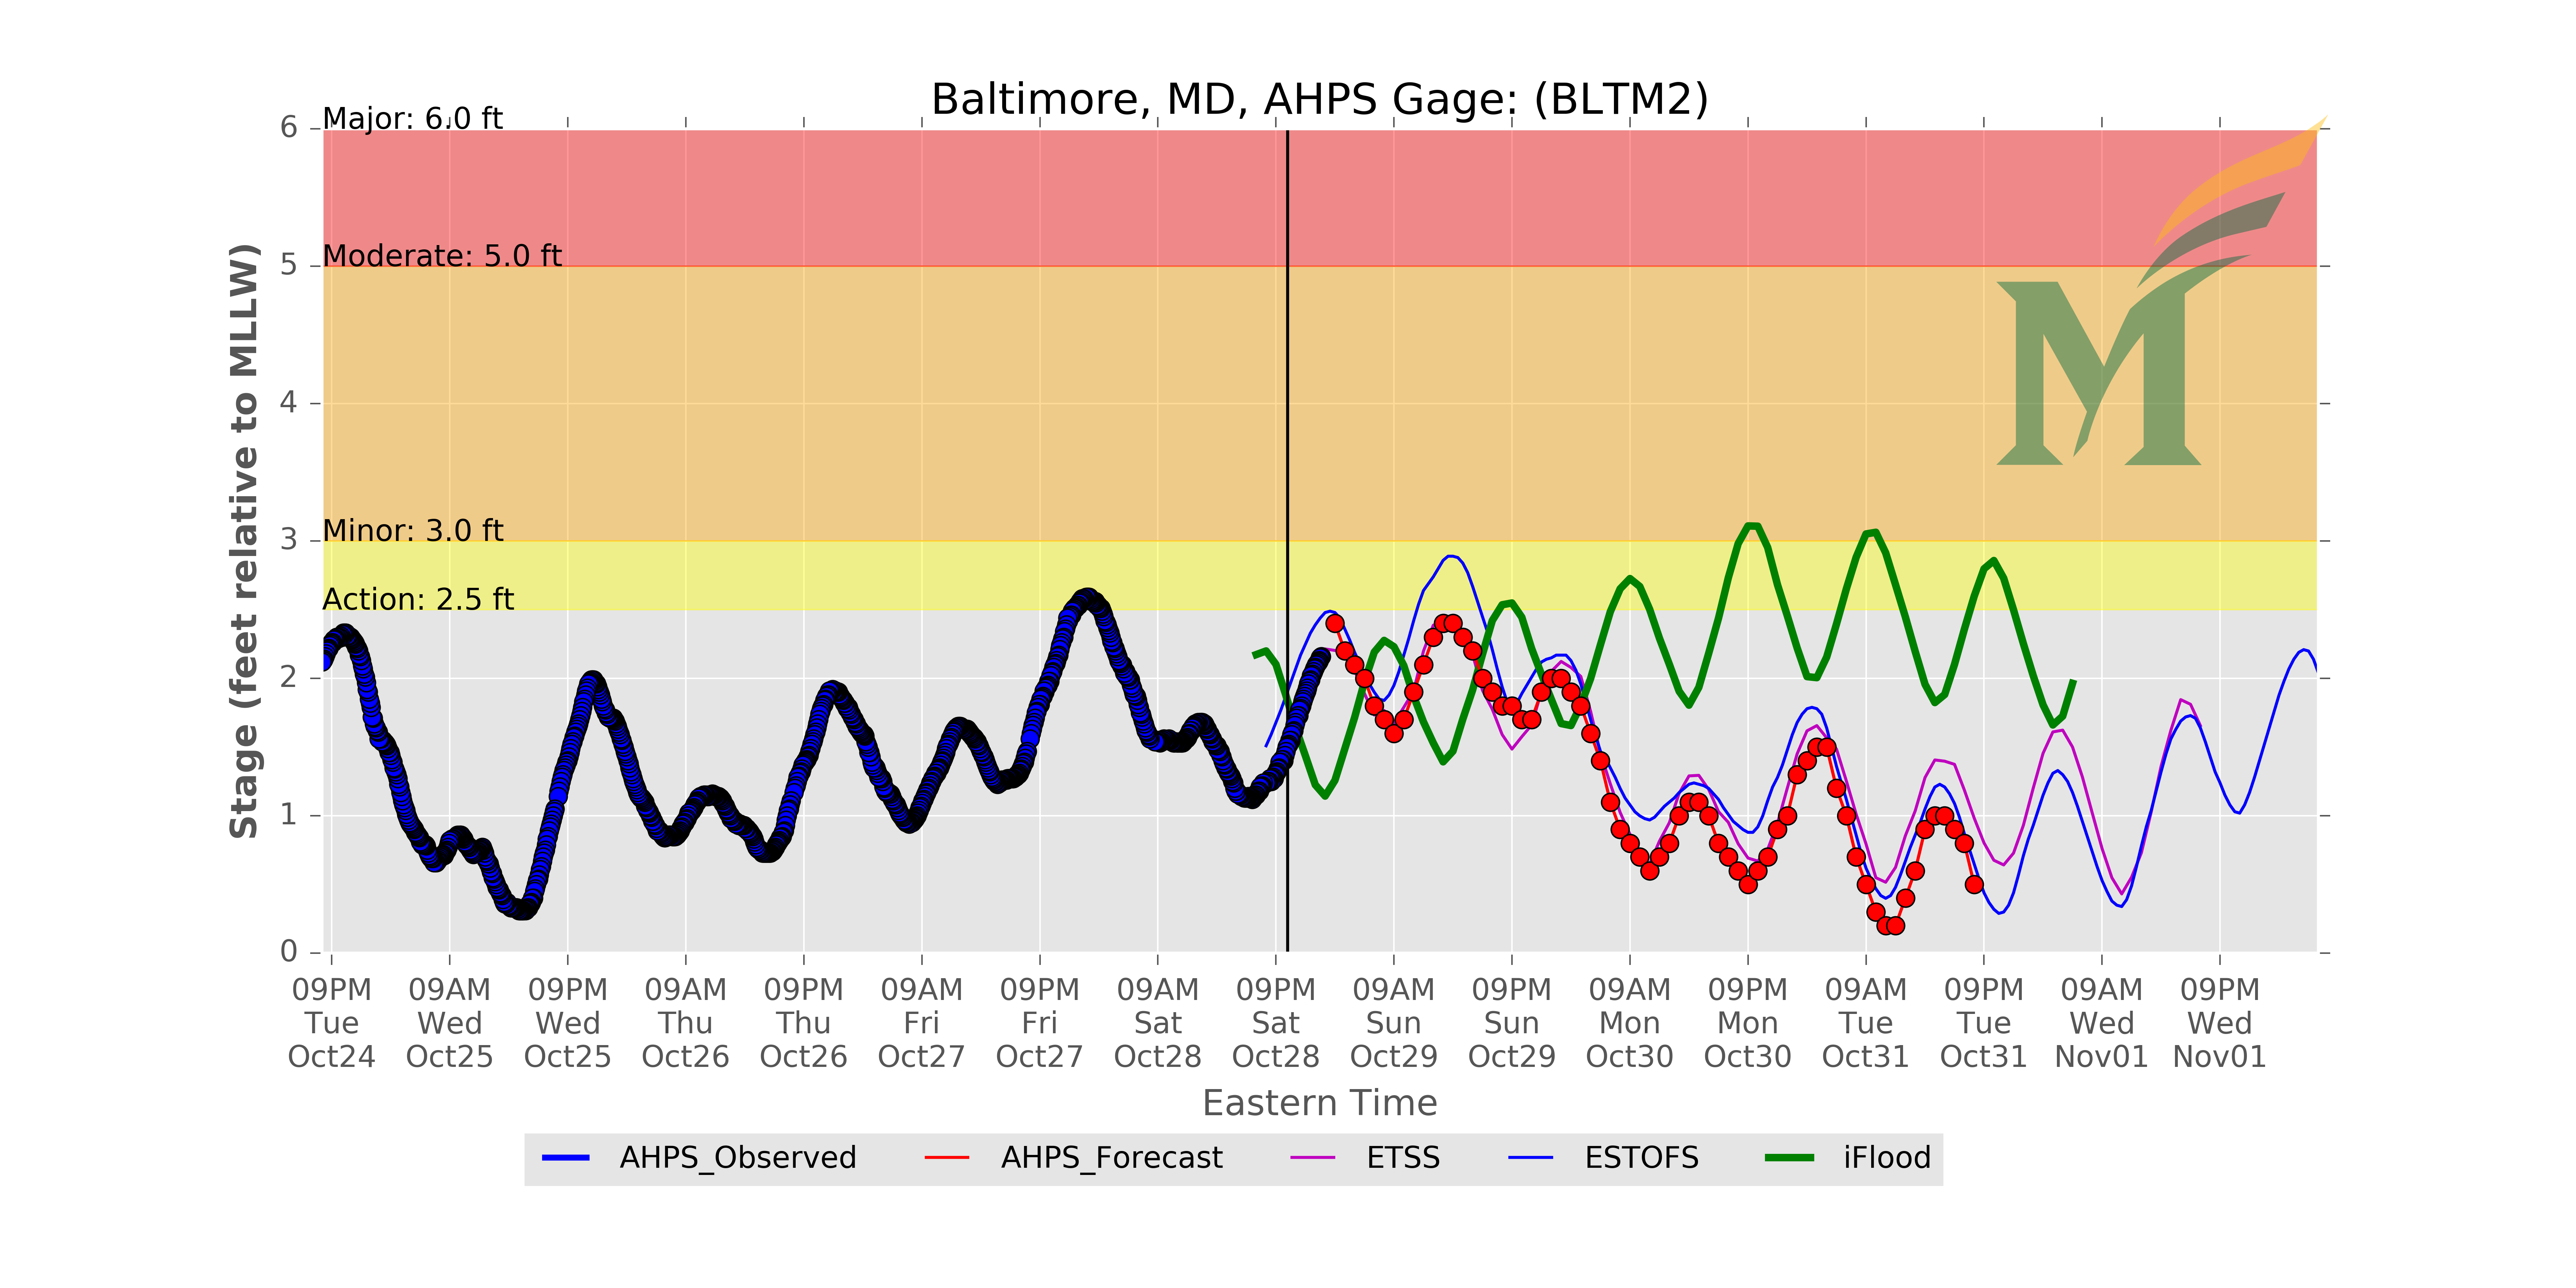 Baltimore, MD, AHPS Gage: (BLTM2)
Major: 6.0 ft
Moderate: 5.0 ft
Minor: 3.0 ft
Action: 2.5 ft
Stage (feet relative to MLLW)
6
5
4
3
2
1
0
09PM Tue Oct24
09AM Wed Oct25
09PM Wed Oct25
09AM Thu Oct26
09PM Thu Oct26
09AM Fri Oct27
09PM Fri Oct27
09AM Sat Oct28
09PM Sat Oct28
09AM Sun Oct29
09PM Sun Oct29
09AM Mon Oct30
09PM Mon Oct30
09AM Tue Oct31
09PM Tue Oct31
09AM Wed Nov01
09PM Wed Nov01
Eastern Time
AHPS_Observed
AHPS_Forecast
ETSS
ESTOFS
iFlood
M